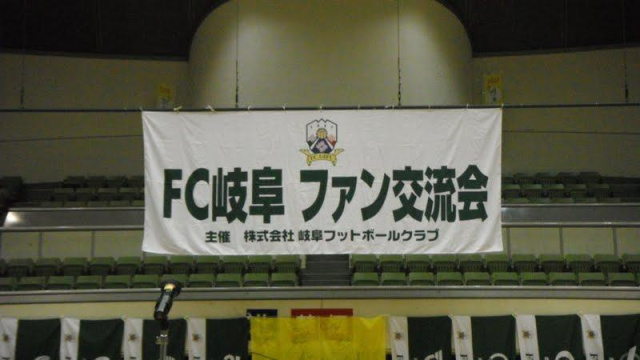 FC岐阜 ファン交流会
主催 株式会社 岐阜フットボールクラブ